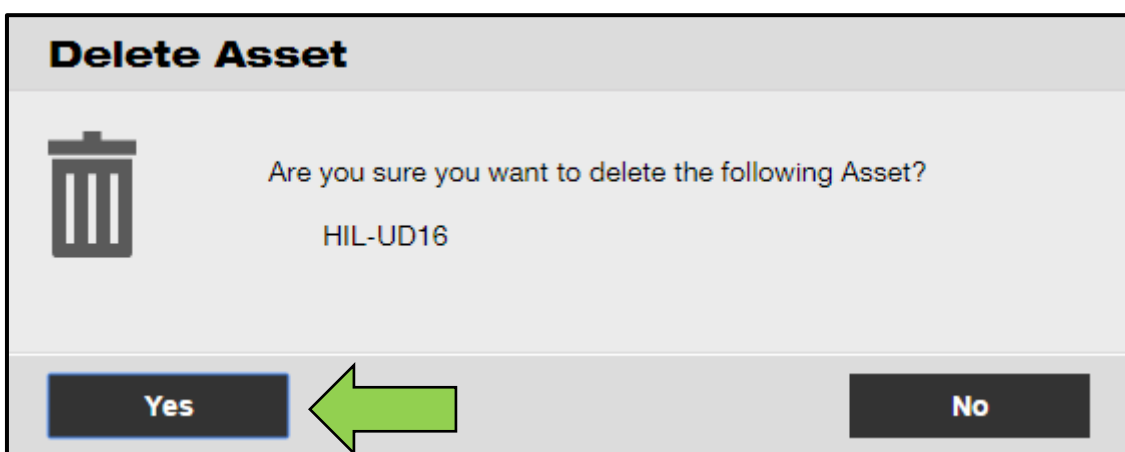 Delete Asset
Are you sure you want to delete the following Asset?
HIL-UD16
Yes
No